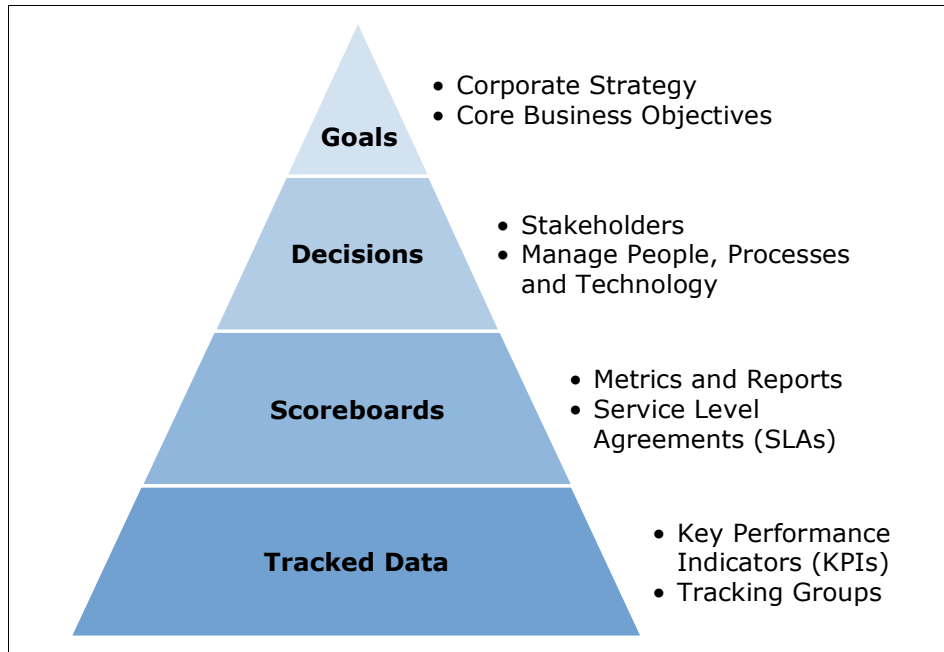 Goals
• Corporate Strategy
• Core Business Objectives
Decisions
• Stakeholders
• Manage People, Processes
and Technology
Scoreboards
• Metrics and Reports
• Service Level
Agreements (SLAs)
Tracked Data
• Key Performance
Indicators (KPIs)
• Tracking Groups